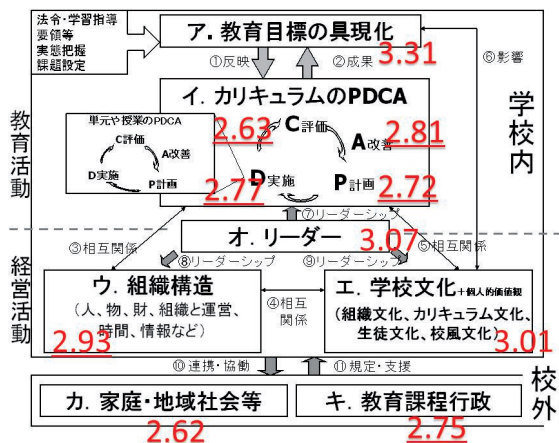 法令・学習指導
要領等
実態把握
課題設定
ア. 教育目標の具現化
3.31
①反映
②成果
⑥影響
イ. カリキュラムのPDCA
単元や授業のPDCA
C評価
A改善
D実施
P計画
2.63
C評価
2.81
A改善
2.77
D実施
2.72
P計画
教育活動
学校内
⑦リーダーシップ
オ. リーダー
3.07
③相互関係
⑤相互関係
⑧リーダーシップ
⑨リーダーシップ
経営活動
ウ. 組織構造
(人、物、財、組織と運営、
時間、情報など)
2.93
④相互
関係
エ. 学校文化+個人的価値観
(組織文化、カリキュラム文化、
生徒文化、校風文化)
3.01
⑩連携・協働
⑪規定・支援
校外
カ. 家庭・地域社会等
2.62
キ. 教育課程行政
2.75